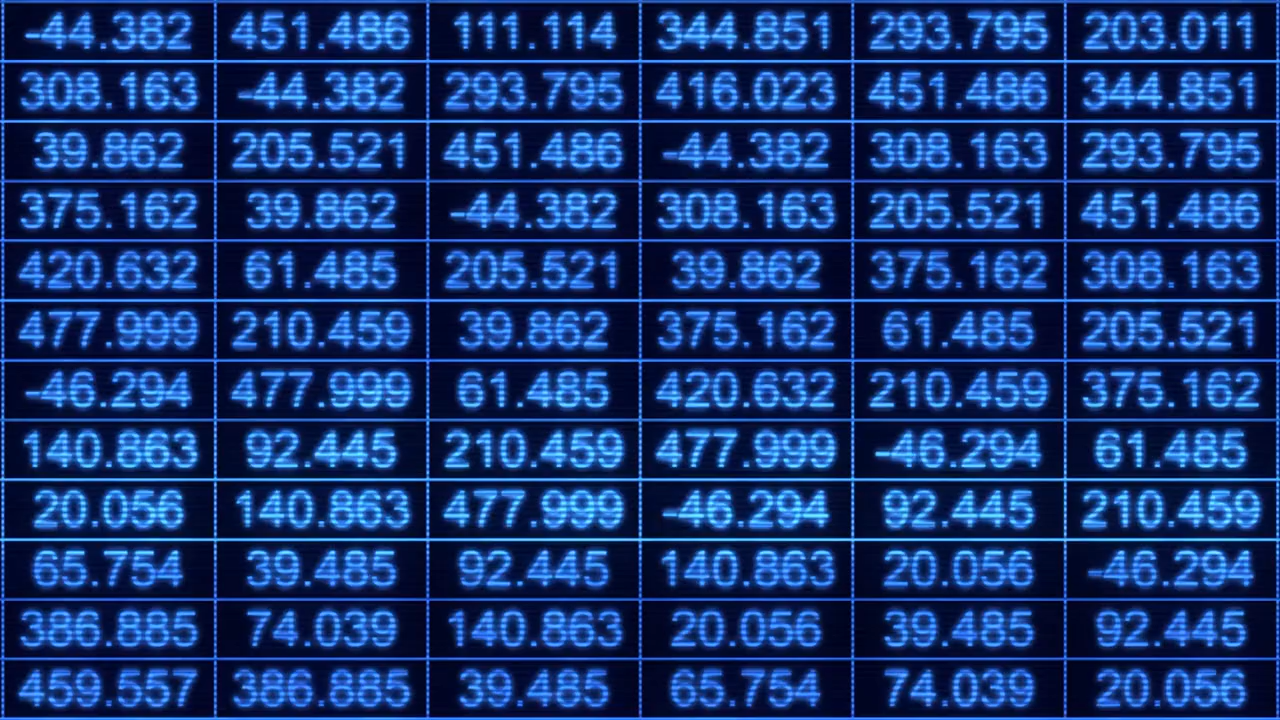 -44.382 451.486 111.114 344.851 293.795 203.011
308.163 -44.382 293.795 416.023 451.486 344.851
39.862 205.521 451.486 -44.382 308.163 293.795
375.162 39.862 -44.382 308.163 205.521 451.486
420.632 61.485 205.521 39.862 375.162 308.163
477.999 210.459 39.862 375.162 61.485 205.521
-46.294 477.999 61.485 420.632 210.459 375.162
140.863 92.445 210.459 477.999 -46.294 61.485
20.056 140.863 477.999 -46.294 92.445 210.459
65.754 39.485 92.445 140.863 20.056 -46.294
386.885 74.039 140.863 20.056 39.485 92.445
459.557 386.885 39.485 65.754 74.039 20.056